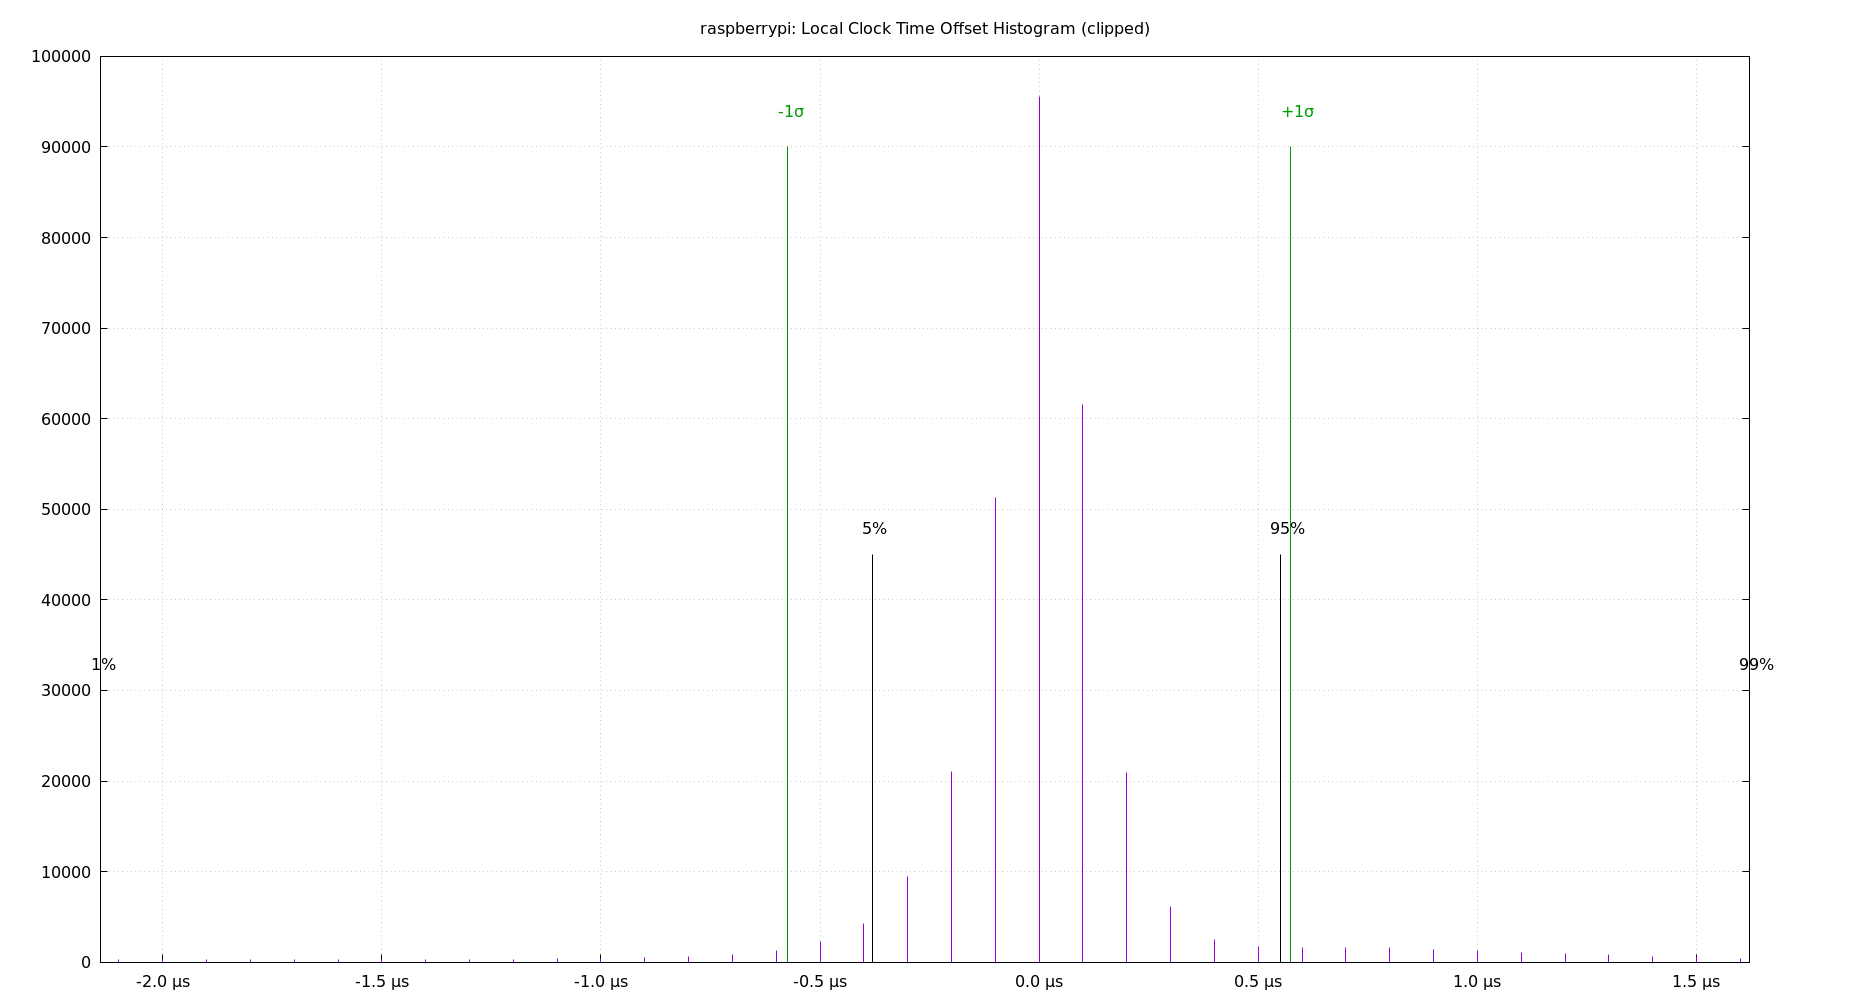 raspberrypi: Local Clock Time Offset Histogram (clipped)
100000
-1σ
+1σ
90000
80000
70000
60000
50000
5%
95%
40000
1%
99%
30000
20000
10000
0
-2.0 µs
-1.5 µs
-1.0 µs
-0.5 µs
0.0 µs
0.5 µs
1.0 µs
1.5 µs